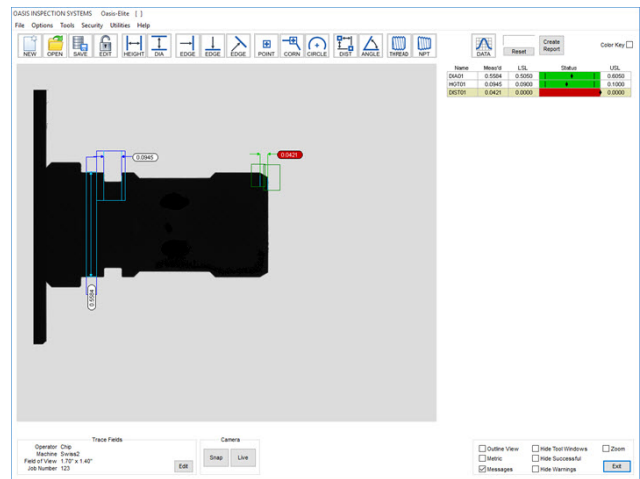 OASIS INSPECTION SYSTEMS Oasis-Elite [ ]
File Options Tools Security Utilities Help
NEW OPEN SAVE EDIT HEIGHT DIA EDGE EDGE EDGE POINT CORN CIRCLE DIST ANGLE THREAD NPT DATA Reset Create Report Color Key
Name Meas'd LSL Status USL
DIA01 0.5584 0.5050 0.6050
HOT01 0.0945 0.0900 0.1000
DIST01 0.0421 0.0000 0.0000
0.0945
0.0421
0.5584
Trace Fields
Operator Chip
Machine Swiss2
Field of View 1.70" x 1.40"
Job Number 123
Edit
Camera
Snap Live
Outline View Hide Tool Windows Zoom
Metric Hide Successful
Messages Hide Warnings Exit